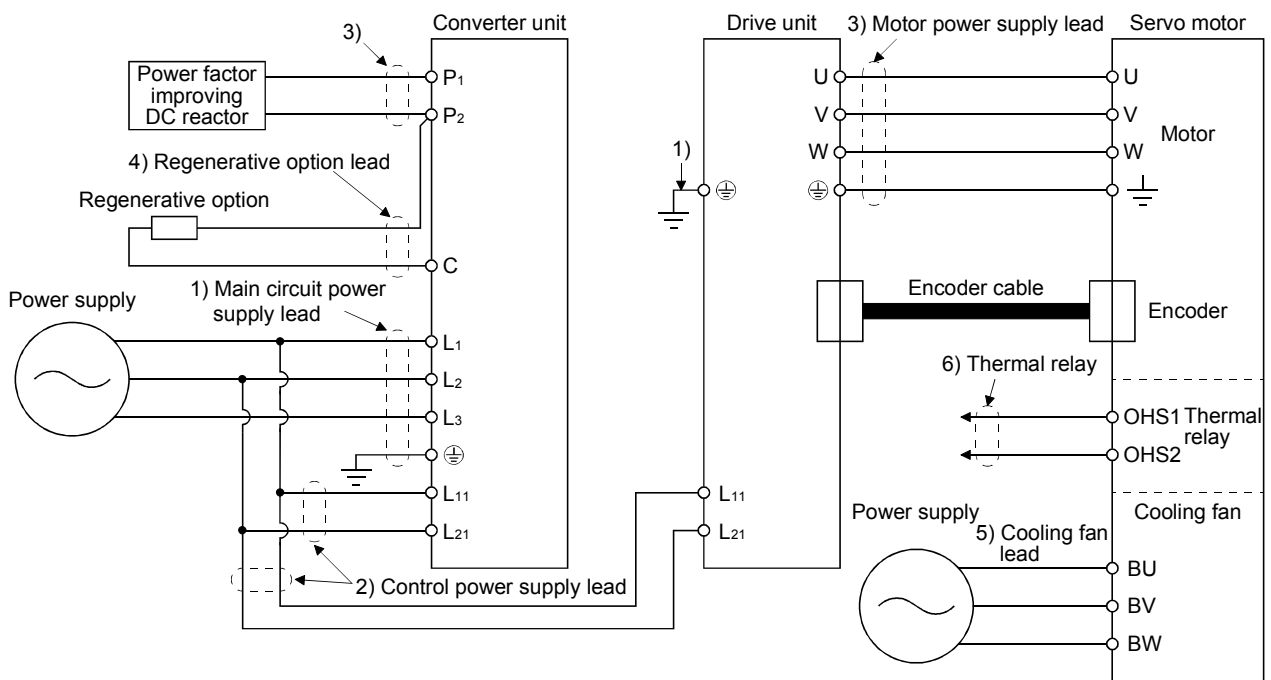 Converter unit
Drive unit
3) Motor power supply lead
Servo motor
3)
Power factor
improving
DC reactor
P1
P2
U
V
W
U
V
W
Motor
1)
4) Regenerative option lead
Regenerative option
C
Power supply
1) Main circuit power
supply lead
Encoder cable
Encoder
L1
L2
L3
6) Thermal relay
OHS1
Thermal
relay
OHS2
L11
L21
L11
L21
2) Control power supply lead
Power supply
5) Cooling fan
lead
Cooling fan
BU
BV
BW